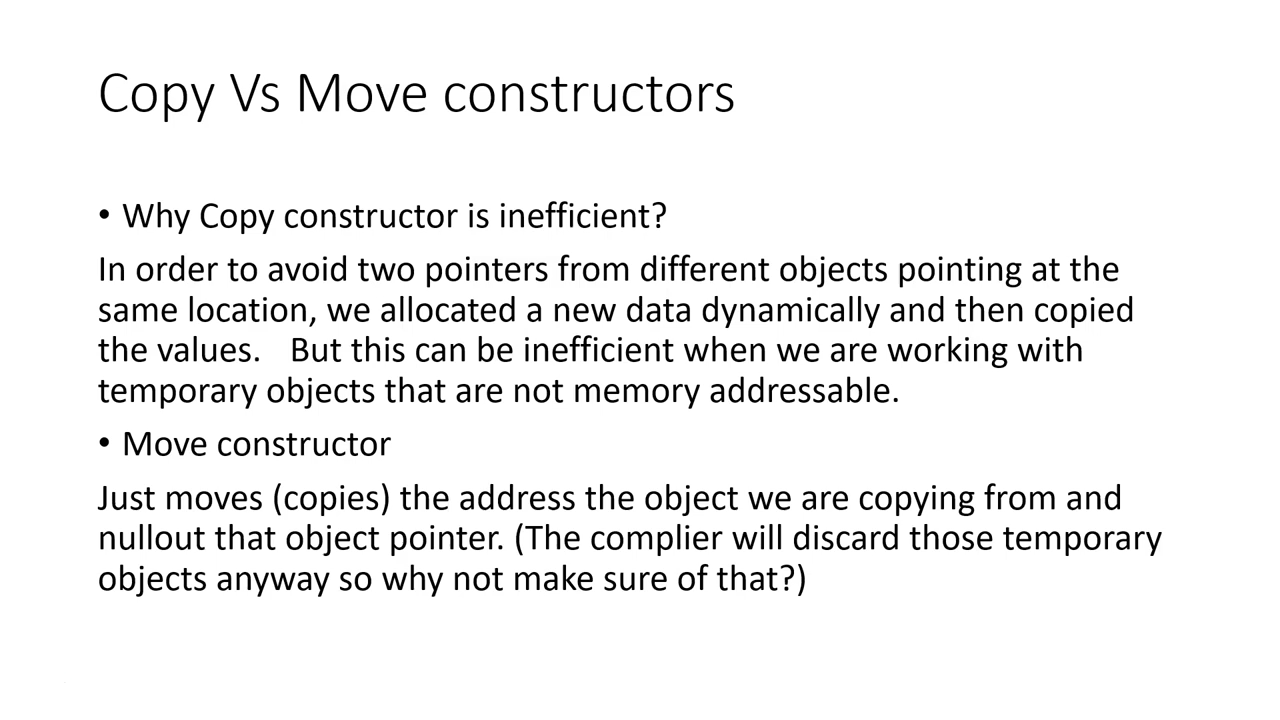 Copy Vs Move constructors
• Why Copy constructor is inefficient?
In order to avoid two pointers from different objects pointing at the
same location, we allocated a new data dynamically and then copied
the values.   But this can be inefficient when we are working with
temporary objects that are not memory addressable.
• Move constructor
Just moves (copies) the address the object we are copying from and
nullout that object pointer. (The complier will discard those temporary
objects anyway so why not make sure of that?)